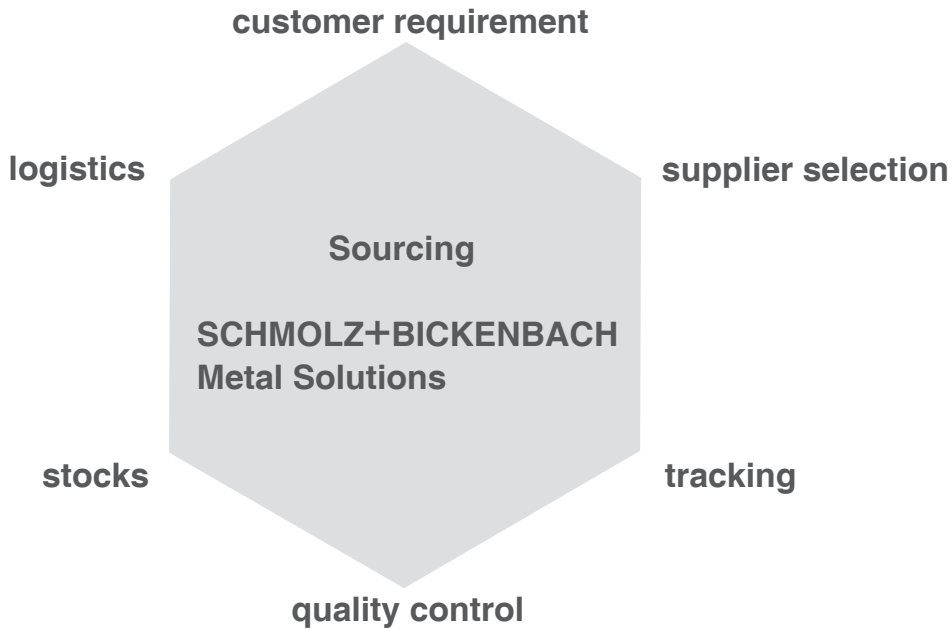 customer requirement
logistics
supplier selection
Sourcing
SCHMOLZ+BICKENBACH
Metal Solutions
stocks
tracking
quality control